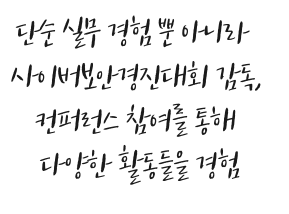 단순 실무 경험 뿐 아니라
사이버보안경진대회 감독,
컨퍼런스 참여를 통해
다양한 활동들을 경험